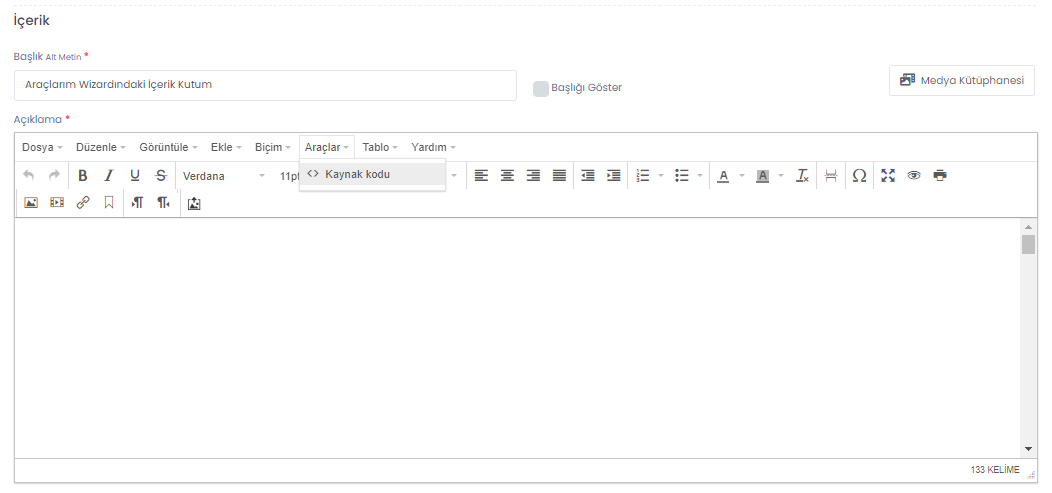 İçerik
Başlık Alt Metin *
Araçlarım Wizardındaki İçerik Kutum
Başlığı Göster
Medya Kütüphanesi
Açıklama *
Dosya Düzenle Görüntüle Ekle Biçim Araçlar Tablo Yardım
B I U S Verdana 11pt
Kaynak kodu
133 KELİME